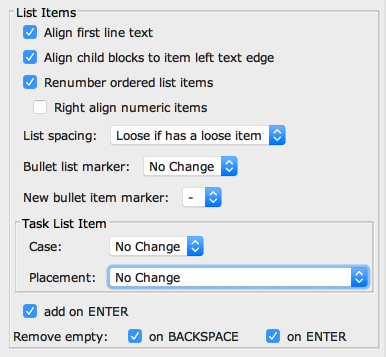 List Items
Align first line text
Align child blocks to item left text edge
Renumber ordered list items
Right align numeric items
List spacing: Loose if has a loose item
Bullet list marker: No Change
New bullet item marker: -
Task List Item
Case: No Change
Placement: No Change
add on ENTER
Remove empty: on BACKSPACE on ENTER